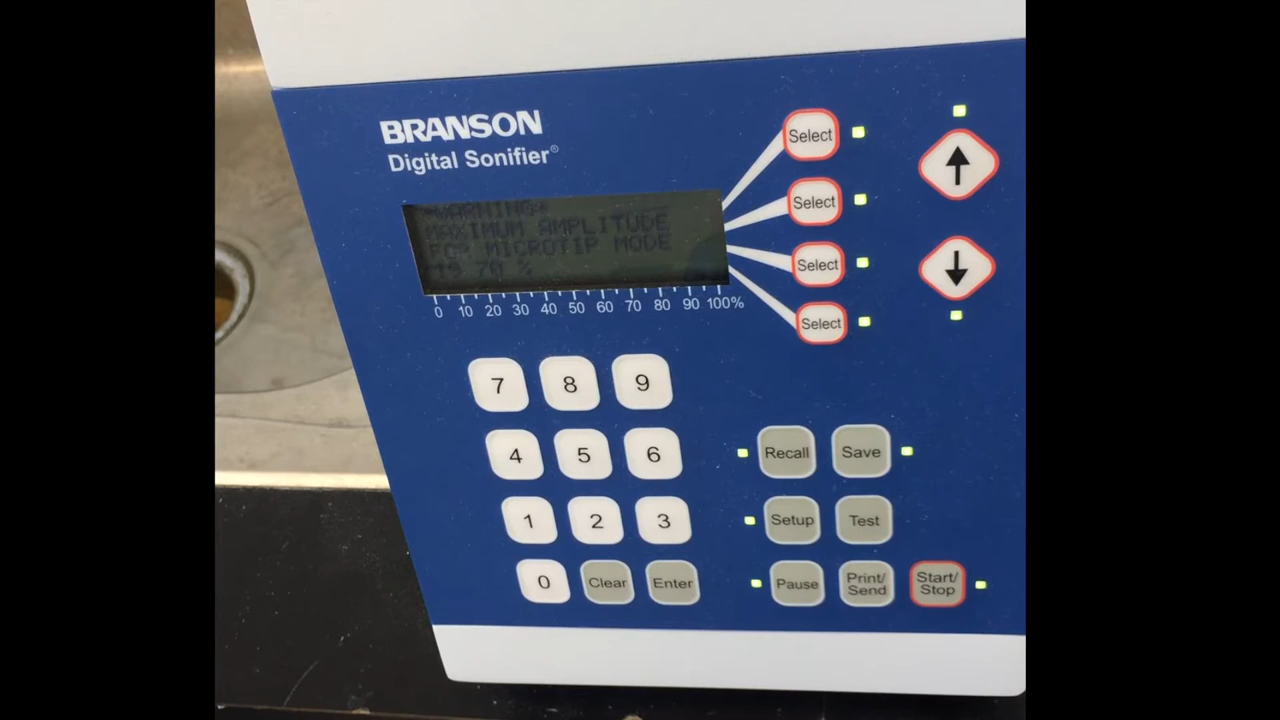 BRANSON
Digital Sonifier®
*WARNING*
MAXIMUM AMPLITUDE
FOR MICROTIP MODE
IS 70 %
0 10 20 30 40 50 60 70 80 90 100%
Select
Select
Select
Select
7 8 9
4 5 6
1 2 3
0 Clear Enter
Recall Save
Setup Test
Pause Print/Send Start/Stop